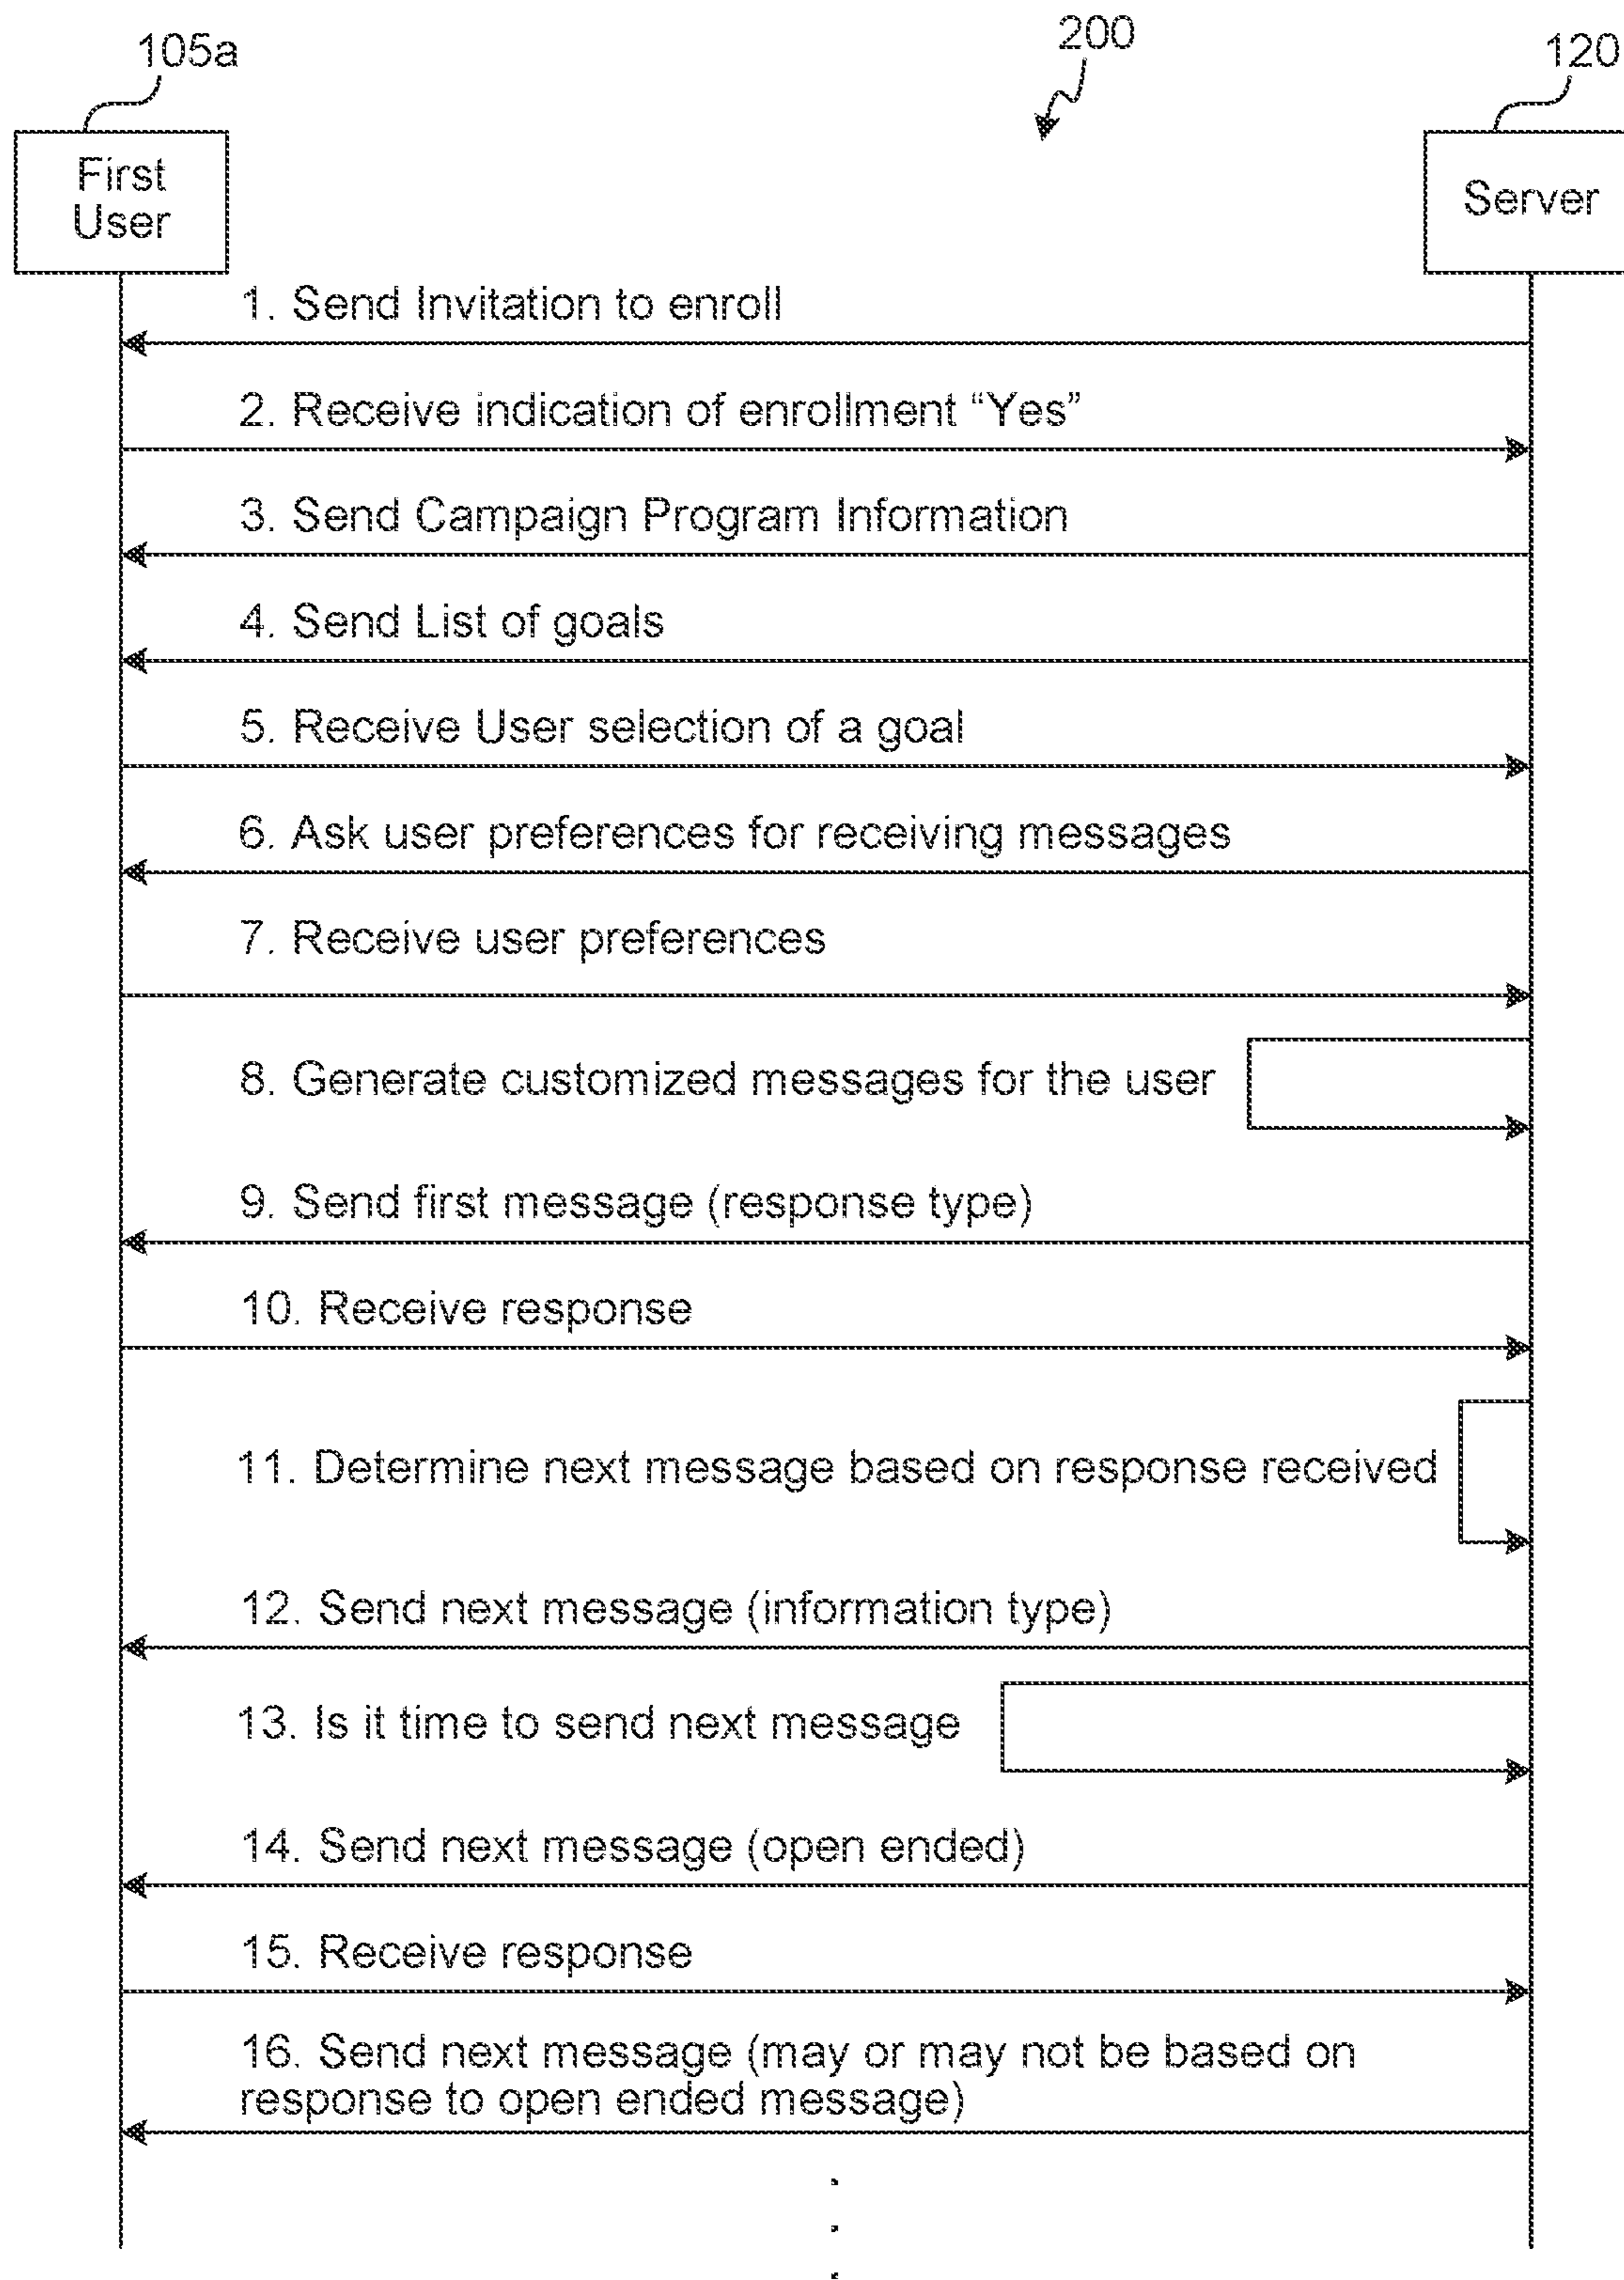 105a
200
120
First
User
Server
1. Send Invitation to enroll
2. Receive indication of enrollment “Yes”
3. Send Campaign Program Information
4. Send List of goals
5. Receive User selection of a goal
6. Ask user preferences for receiving messages
7. Receive user preferences
8. Generate customized messages for the user
9. Send first message (response type)
10. Receive response
11. Determine next message based on response received
12. Send next message (information type)
13. Is it time to send next message
14. Send next message (open ended)
15. Receive response
16. Send next message (may or may not be based on
response to open ended message)